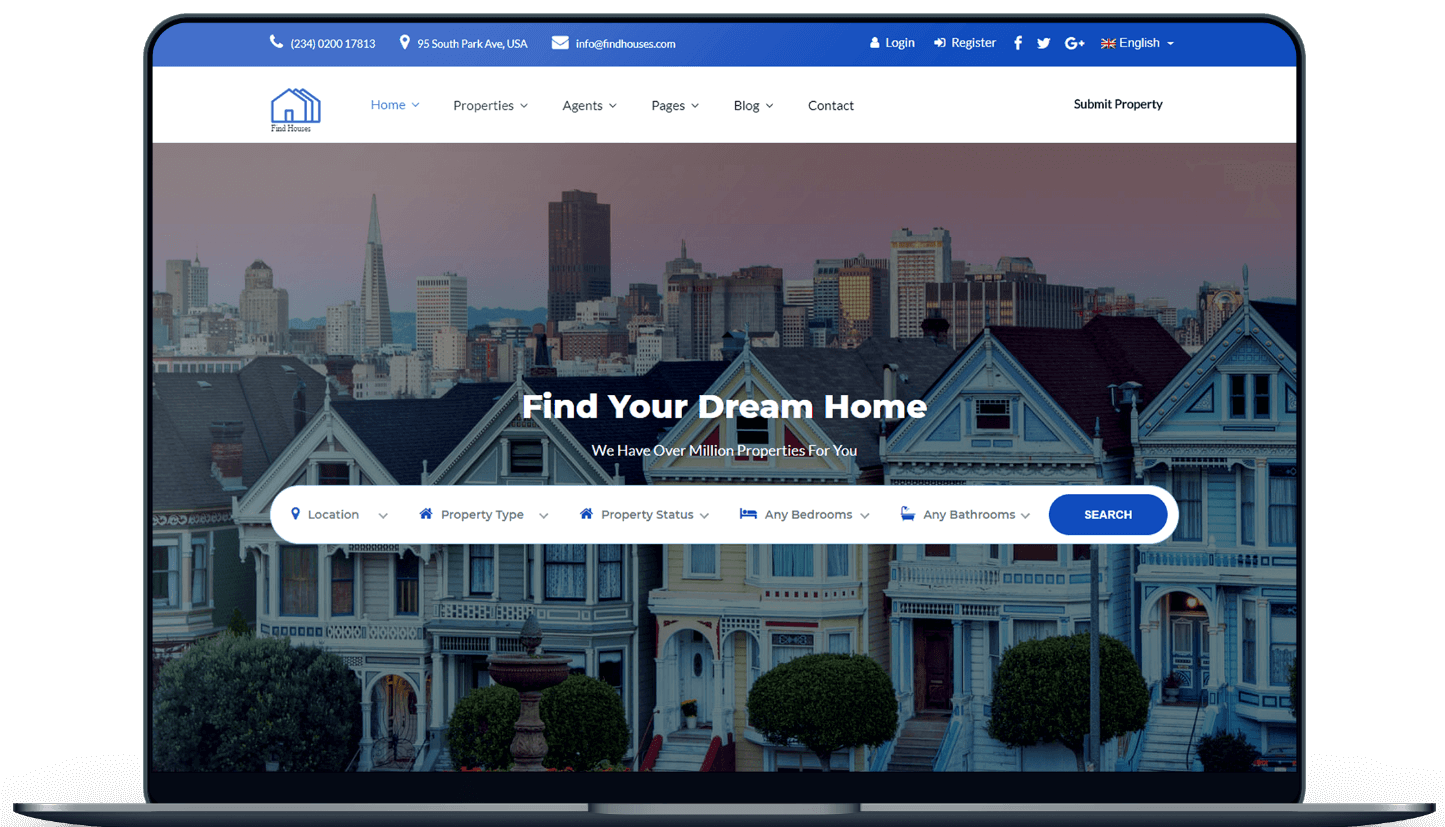 (234) 0200 17813 95 South Park Ave, USA info@findhouses.com Login Register G+ English
Find Houses
Home Properties Agents Pages Blog Contact Submit Property
Find Your Dream Home
We Have Over Million Properties For You
Location Property Type Property Status Any Bedrooms Any Bathrooms SEARCH